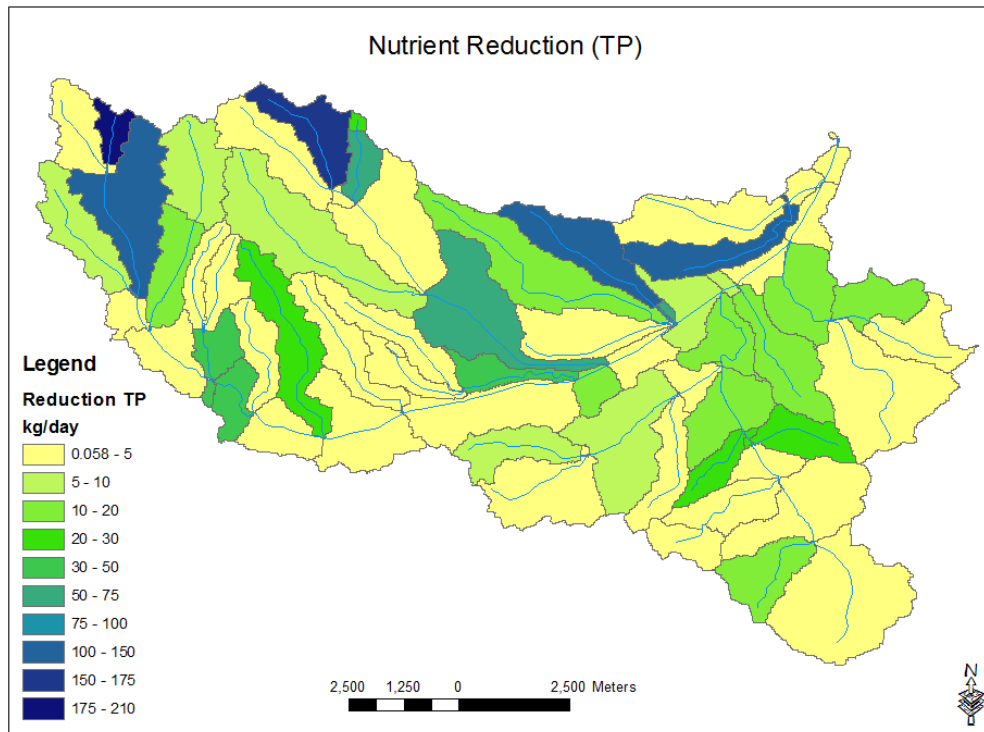 Nutrient Reduction (TP)
Legend
Reduction TP
kg/day
0.058 - 5
5 - 10
10 - 20
20 - 30
30 - 50
50 - 75
75 - 100
100 - 150
150 - 175
175 - 210
2,500 1,250 0 2,500 Meters
N